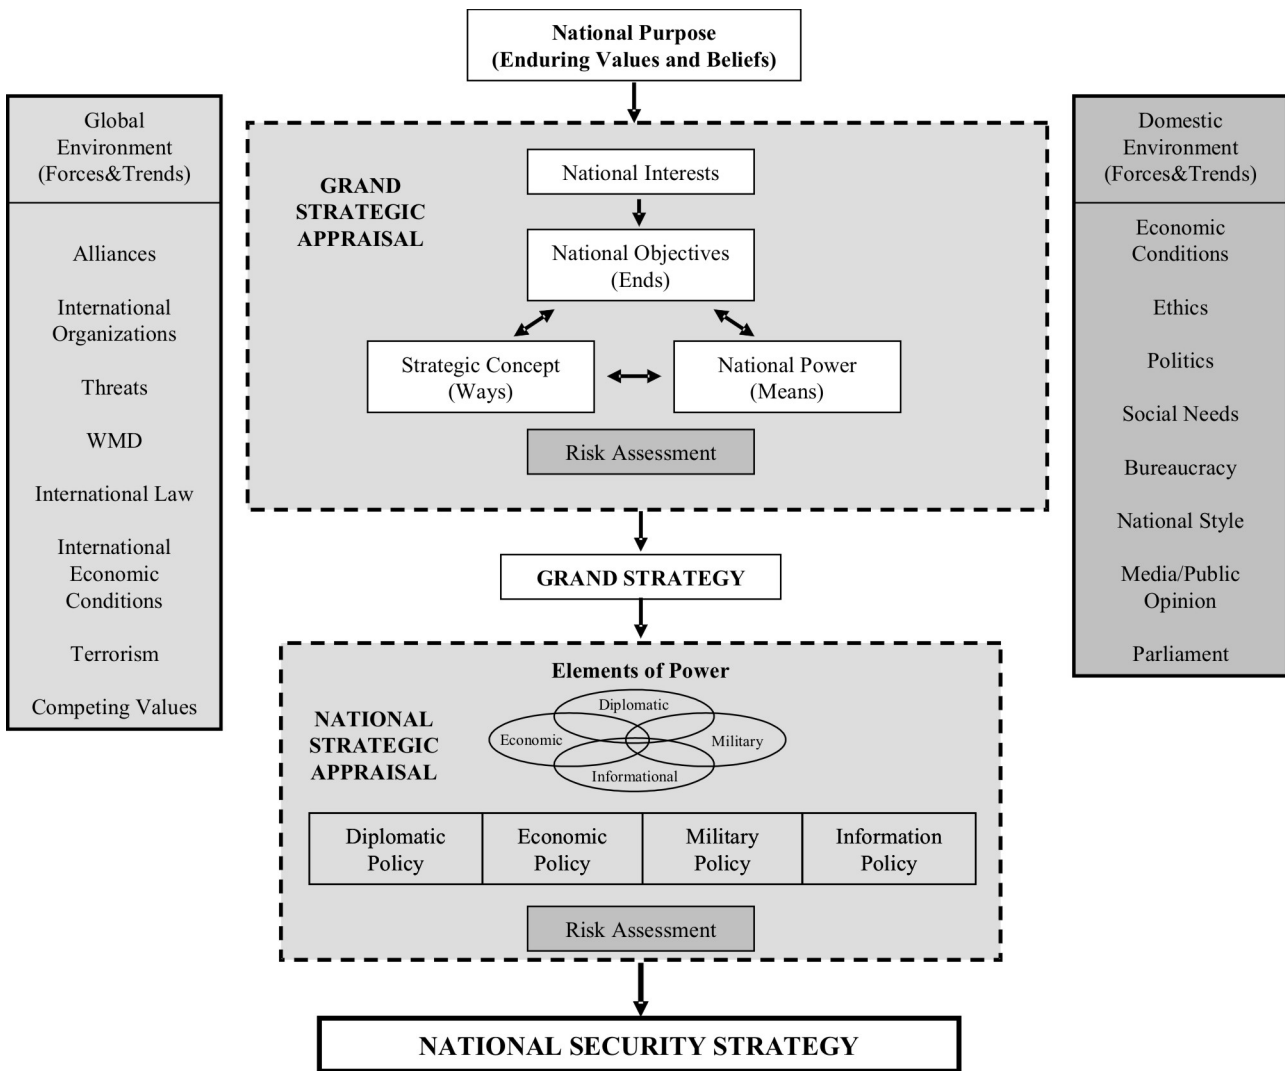 National Purpose
(Enduring Values and Beliefs)
Global
Environment
(Forces&Trends)
Alliances
International
Organizations
Threats
WMD
International Law
International
Economic
Conditions
Terrorism
Competing Values
GRAND
STRATEGIC
APPRAISAL
National Interests
National Objectives
(Ends)
Strategic Concept
(Ways)
National Power
(Means)
Risk Assessment
GRAND STRATEGY
Elements of Power
NATIONAL
STRATEGIC
APPRAISAL
Diplomatic
Economic
Military
Informational
Diplomatic
Policy
Economic
Policy
Military
Policy
Information
Policy
Risk Assessment
NATIONAL SECURITY STRATEGY
Domestic
Environment
(Forces&Trends)
Economic
Conditions
Ethics
Politics
Social Needs
Bureaucracy
National Style
Media/Public
Opinion
Parliament